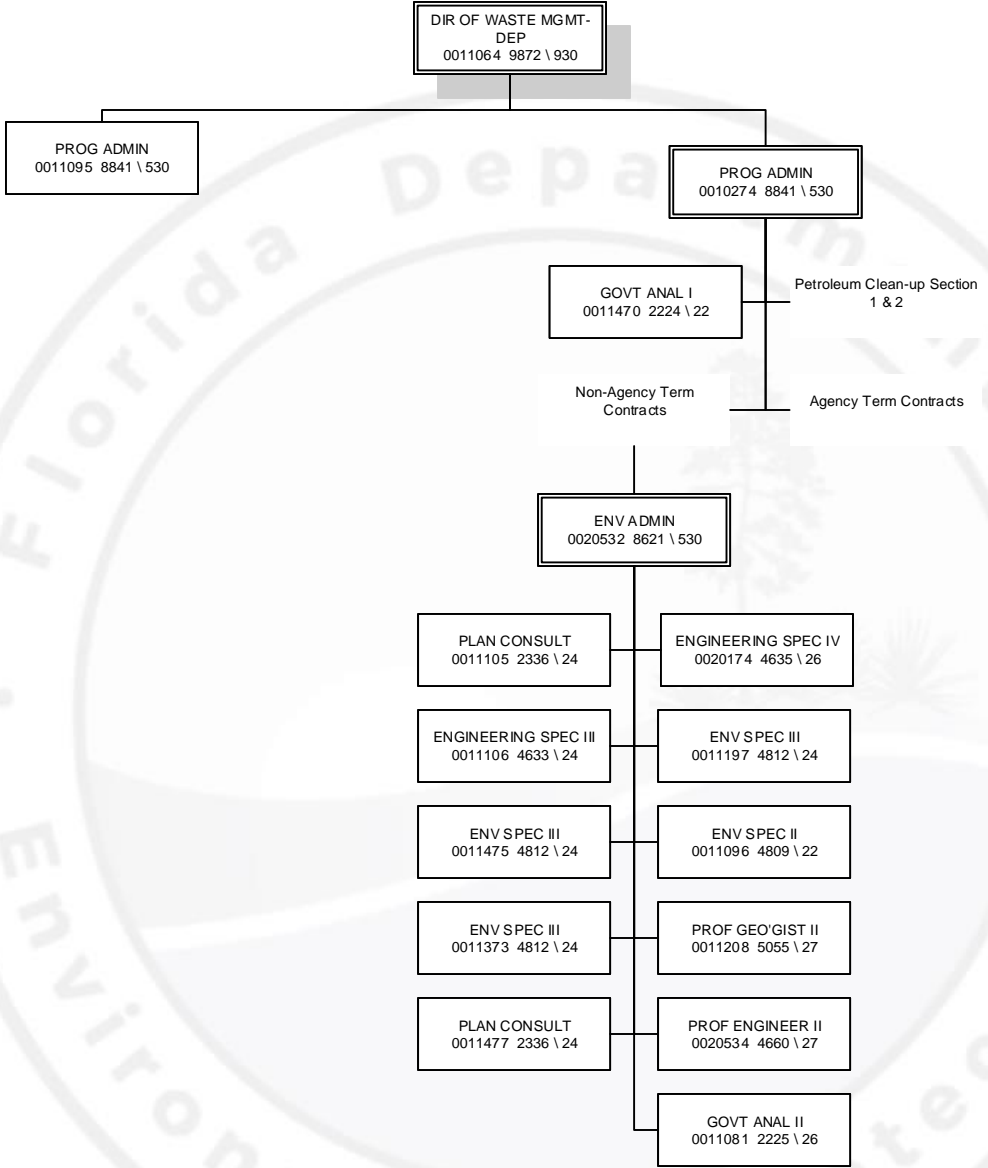 DIR OF WASTE MGMT-
DEP
0011064 9872 \ 930
PROG ADMIN
0011095 8841 \ 530
PROG ADMIN
0010274 8841 \ 530
GOVT ANAL I
0011470 2224 \ 22
Petroleum Clean-up Section
1 & 2
Non-Agency Term
Contracts
Agency Term Contracts
ENV ADMIN
0020532 8621 \ 530
PLAN CONSULT
0011105 2336 \ 24
ENGINEERING SPEC IV
0020174 4635 \ 26
ENGINEERING SPEC III
0011106 4633 \ 24
ENV SPEC III
0011197 4812 \ 24
ENV SPEC III
0011475 4812 \ 24
ENV SPEC II
0011096 4809 \ 22
ENV SPEC III
0011373 4812 \ 24
PROF GEO'GIST II
0011208 5055 \ 27
PLAN CONSULT
0011477 2336 \ 24
PROF ENGINEER II
0020534 4660 \ 27
GOVT ANAL II
0011081 2225 \ 26
Florida Departm
Environ
tec